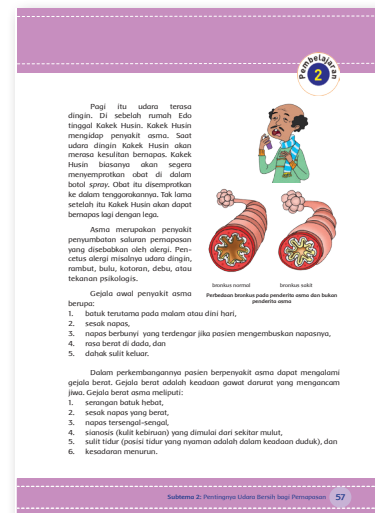 Pembelajaran
2
Pagi itu udara terasa
dingin. Di sebelah rumah Edo
tinggal Kakek Husin. Kakek Husin
mengidap penyakit asma. Saat
udara dingin Kakek Husin akan
merasa kesulitan bernapas. Kakek
Husin biasanya akan segera
menyemprotkan obat di dalam
botol spray. Obat itu disemprotkan
ke dalam tenggorokannya. Tak lama
setelah itu Kakek Husin akan dapat
bernapas lagi dengan lega.
Asma merupakan penyakit
penyumbatan saluran pernapasan
yang disebabkan oleh alergi. Pen-
cetus alergi misalnya udara dingin,
rambut, bulu, kotoran, debu, atau
tekanan psikologis.
Gejala awal penyakit asma
berupa:
bronkus normal
bronkus sakit
Perbedaan bronkus pada penderita asma dan bukan
penderita asma
1. batuk terutama pada malam atau dini hari,
2. sesak napas,
3. napas berbunyi yang terdengar jika pasien mengembuskan napasnya,
4. rasa berat di dada, dan
5. dahak sulit keluar.
Dalam perkembangannya pasien berpenyakit asma dapat mengalami
gejala berat. Gejala berat adalah keadaan gawat darurat yang mengancam
jiwa. Gejala berat asma meliputi:
1. serangan batuk hebat,
2. sesak napas yang berat,
3. napas tersengal-sengal,
4. sianosis (kulit kebiruan) yang dimulai dari sekitar mulut,
5. sulit tidur (posisi tidur yang nyaman adalah dalam keadaan duduk), dan
6. kesadaran menurun.
Subtema 2: Pentingnya Udara Bersih bagi Pernapasan
57